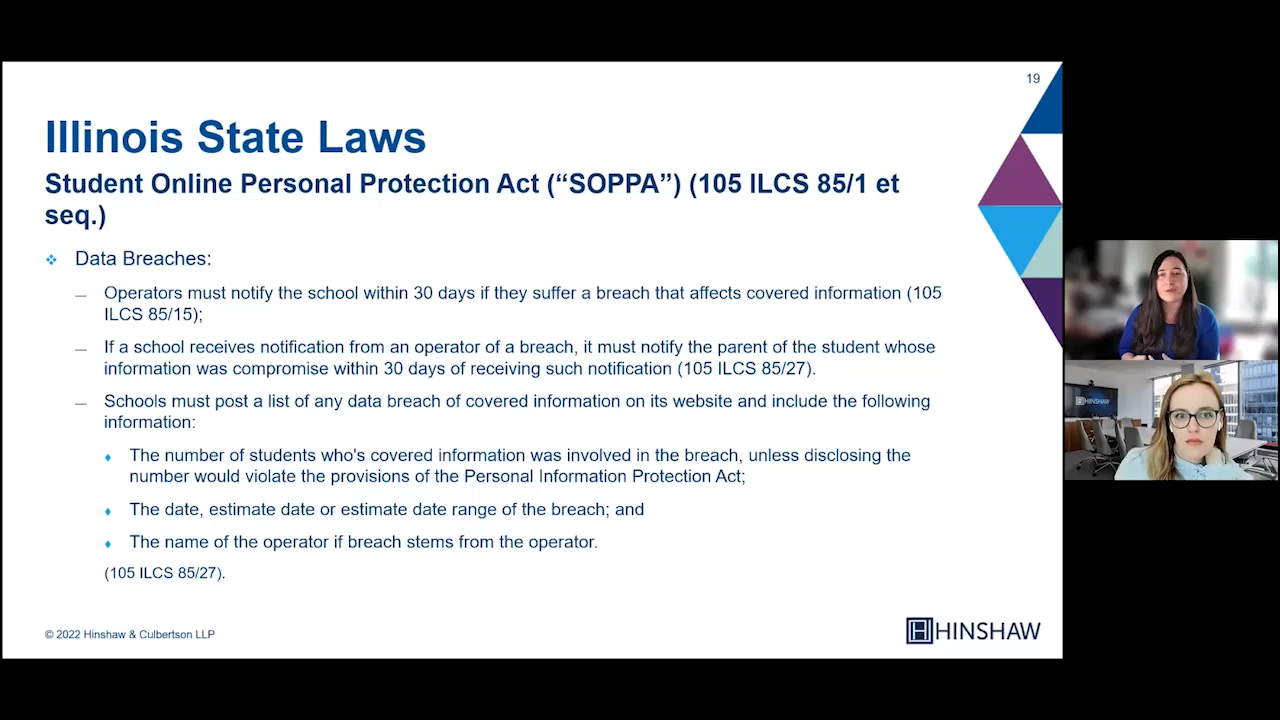 19
Illinois State Laws
Student Online Personal Protection Act (“SOPPA”) (105 ILCS 85/1 et
seq.)
Data Breaches:
Operators must notify the school within 30 days if they suffer a breach that affects covered information (105
ILCS 85/15);
If a school receives notification from an operator of a breach, it must notify the parent of the student whose
information was compromise within 30 days of receiving such notification (105 ILCS 85/27).
Schools must post a list of any data breach of covered information on its website and include the following
information:
The number of students who's covered information was involved in the breach, unless disclosing the
number would violate the provisions of the Personal Information Protection Act;
The date, estimate date or estimate date range of the breach; and
The name of the operator if breach stems from the operator.
(105 ILCS 85/27).
© 2022 Hinshaw & Culbertson LLP
HINSHAW
HINSHAW